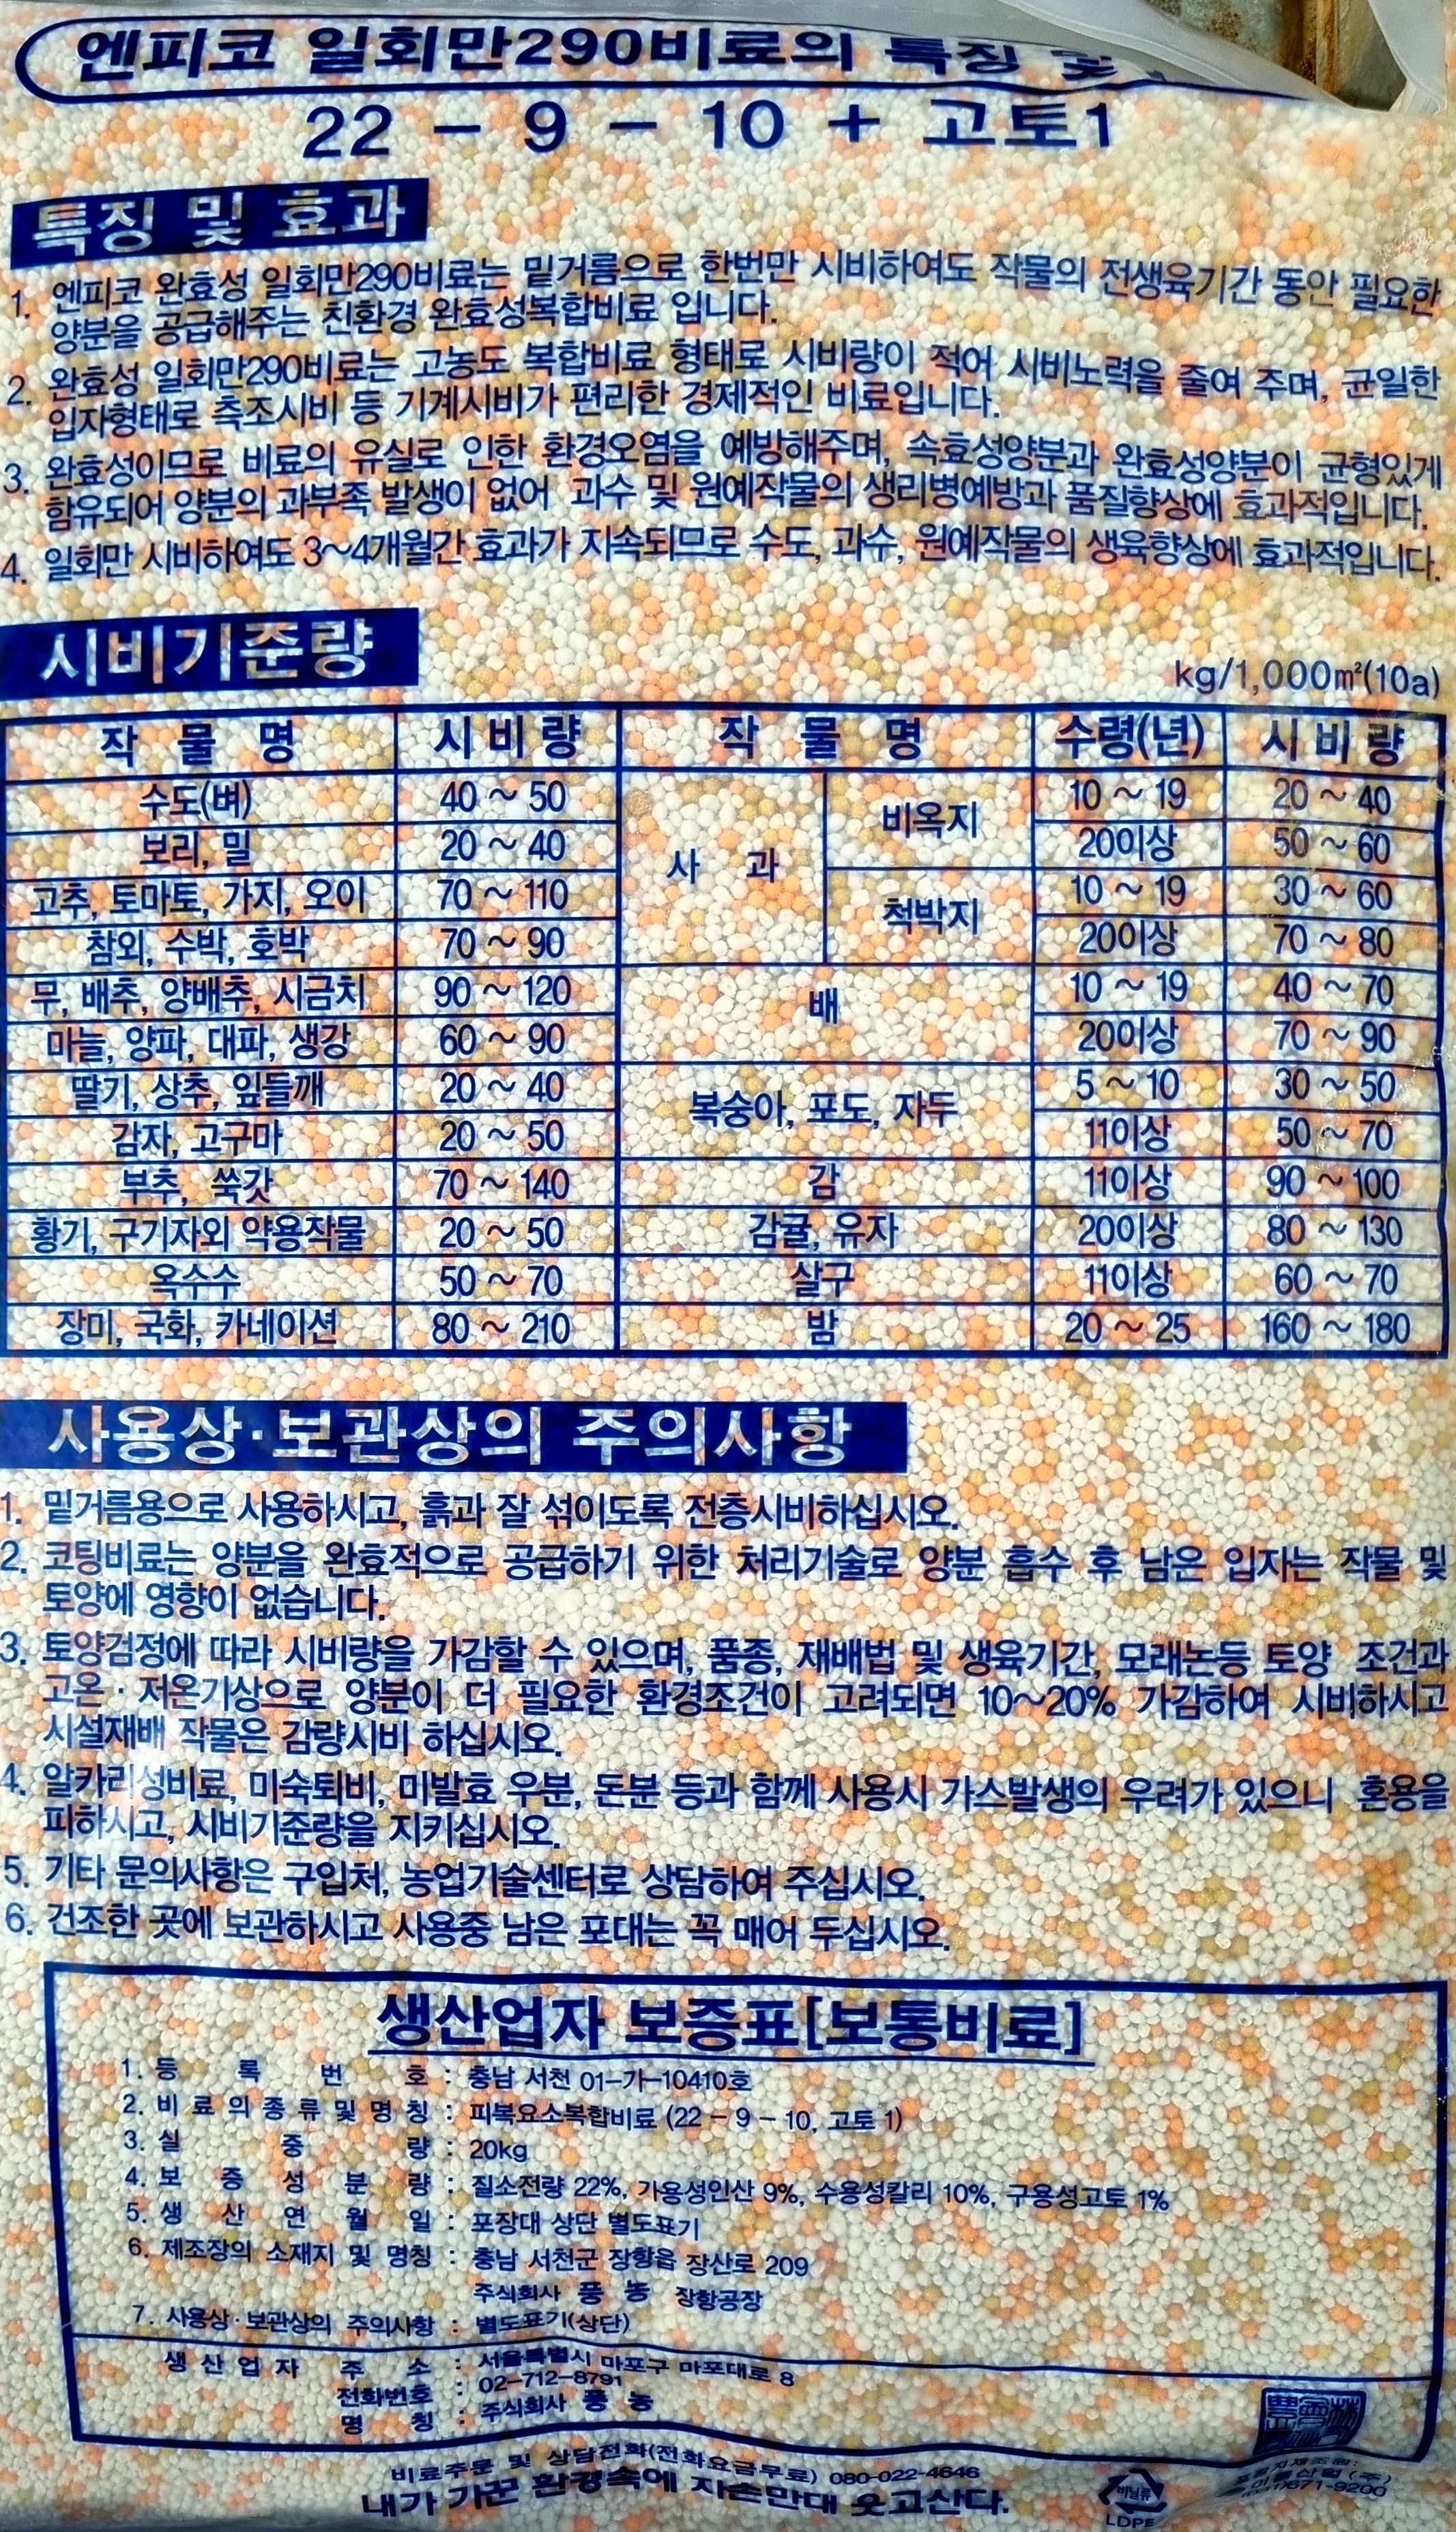 엔피코 일회만290비료의 특징 및
22 - 9 - 10 + 고토1
특징 및 효과
1. 엔피코 완효성 일회만290비료는 밑거름으로 한번만 시비하여도 작물의 전생육기간 동안 필요한
양분을 공급해주는 친환경 완효성복합비료 입니다.
2. 완효성 일회만290비료는 고농도 복합비료 형태로 시비량이 적어 시비노력을 줄여 주며, 균일한
입자형태로 측조시비 등 기계시비가 편리한 경제적인 비료입니다.
3. 완효성이므로 비료의 유실로 인한 환경오염을 예방해주며, 속효성양분과 완효성양분이 균형있게
함유되어 양분의 과부족 발생이 없어 과수 및 원예작물의 생리병예방과 품질향상에 효과적입니다.
4. 일회만 시비하여도 3~4개월간 효과가 지속되므로 수도, 과수, 원예작물의 생육향상에 효과적입니다.
시비기준량
kg/1,000㎡(10a)
작 물 명 시 비 량 작 물 명 수령(년) 시 비 량
수도(벼) 40 ~ 50 사 과 비옥지 10 ~ 19 20 ~ 40
보리, 밀 20 ~ 40 20이상 50 ~ 60
고추, 토마토, 가지, 오이 70 ~ 110 척박지 10 ~ 19 30 ~ 60
참외, 수박, 호박 70 ~ 90 20이상 70 ~ 80
무, 배추, 양배추, 시금치 90 ~ 120 배 10 ~ 19 40 ~ 70
마늘, 양파, 대파, 생강 60 ~ 90 20이상 70 ~ 90
딸기, 상추, 잎들깨 20 ~ 40 복숭아, 포도, 자두 5 ~ 10 30 ~ 50
감자, 고구마 20 ~ 50 11이상 50 ~ 70
부추, 쑥갓 70 ~ 140 감 11이상 90 ~ 100
황기, 구기자외 약용작물 20 ~ 50 감귤, 유자 20이상 80 ~ 130
옥수수 50 ~ 70 살구 11이상 60 ~ 70
장미, 국화, 카네이션 80 ~ 210 밤 20 ~ 25 160 ~ 180
사용상·보관상의 주의사항
1. 밑거름용으로 사용하시고, 흙과 잘 섞이도록 전층시비하십시오.
2. 코팅비료는 양분을 완효적으로 공급하기 위한 처리기술로 양분 흡수 후 남은 입자는 작물 및
토양에 영향이 없습니다.
3. 토양검정에 따라 시비량을 가감할 수 있으며, 품종, 재배법 및 생육기간, 모래논등 토양 조건과
고온 · 저온기상으로 양분이 더 필요한 환경조건이 고려되면 10~20% 가감하여 시비하시고
시설재배 작물은 감량시비 하십시오.
4. 알카리성비료, 미숙퇴비, 미발효 우분, 돈분 등과 함께 사용시 가스발생의 우려가 있으니 혼용을
피하시고, 시비기준량을 지키십시오.
5. 기타 문의사항은 구입처, 농업기술센터로 상담하여 주십시오.
6. 건조한 곳에 보관하시고 사용중 남은 포대는 꼭 매어 두십시오.
생산업자 보증표[보통비료]
1. 등 록 번 호 : 충남 서천 01-가-10410호
2. 비 료 의 종 류 및 명 칭 : 피복요소복합비료 (22 - 9 - 10, 고토 1)
3. 실 중 량 : 20kg
4. 보 증 성 분 량 : 질소전량 22%, 가용성인산 9%, 수용성칼리 10%, 구용성고토 1%
5. 생 산 연 월 일 : 포장대 상단 별도표기
6. 제조장의 소재지 및 명칭 : 충남 서천군 장항읍 장산로 209
주식회사 풍 농 장항공장
7. 사용상·보관상의 주의사항 : 별도표기(상단)
생 산 업 자 주 소 : 서울특별시 마포구 마포대로 8
전화번호 : 02-712-8791
명 칭 : 주식회사 풍 농
비료주문 및 상담전화(전화요금무료) 080-022-4646
내가 가꾼 환경속에 자손만대 웃고산다.
비닐류
LDPE